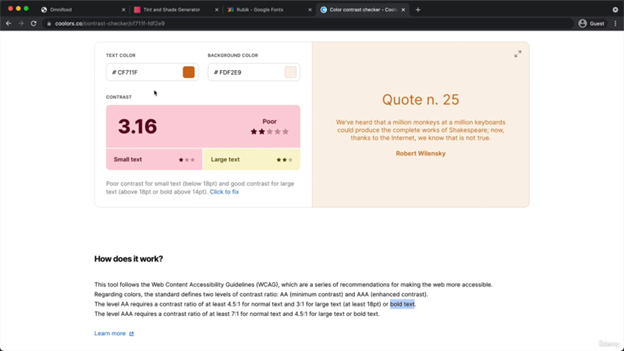 Omnifood
Tint and Shade Generator
Rubik - Google Fonts
Color contrast checker - Cool
coolors.co/contrast-checker/cf711f-fdf2e9
Guest
TEXT COLOR
BACKGROUND COLOR
# CF711F
# FDF2E9
CONTRAST
3.16
Poor
Small text
Large text
Poor contrast for small text (below 18pt) and good contrast for large
text (above 18pt or bold above 14pt). Click to fix
Quote n. 25
We've heard that a million monkeys at a million keyboards
could produce the complete works of Shakespeare; now,
thanks to the Internet, we know that is not true.
Robert Wilensky
How does it work?
This tool follows the Web Content Accessibility Guidelines (WCAG), which are a series of recommendations for making the web more accessible.
Regarding colors, the standard defines two levels of contrast ratio: AA (minimum contrast) and AAA (enhanced contrast).
The level AA requires a contrast ratio of at least 4.5:1 for normal text and 3:1 for large text (at least 18pt) or bold text.
The level AAA requires a contrast ratio of at least 7:1 for normal text and 4.5:1 for large text or bold text.
Learn more
Udemy